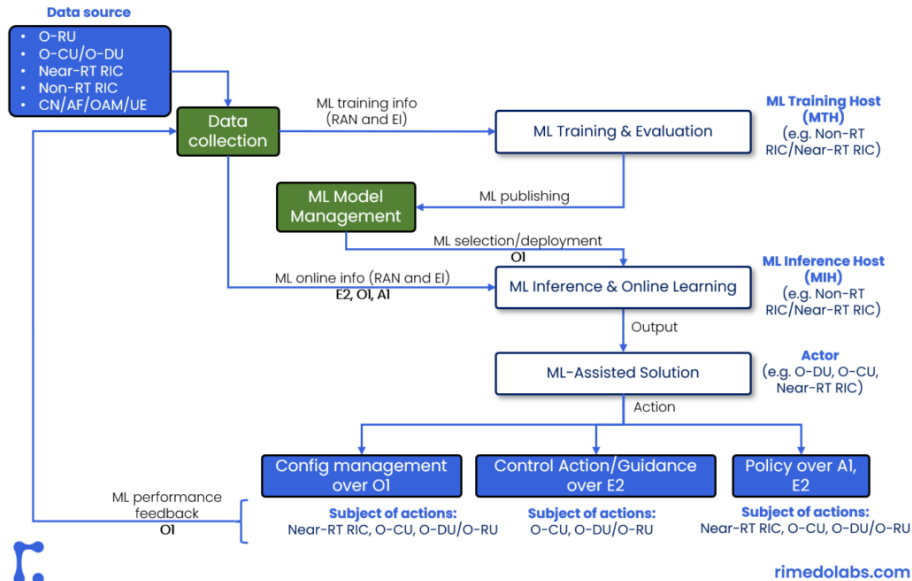 Data source
• O-RU
• O-CU/O-DU
• Near-RT RIC
• Non-RT RIC
• CN/AF/OAM/UE
Data
collection
ML training info
(RAN and EI)
ML Training & Evaluation
ML Training Host
(MTH)
(e.g. Non-RT
RIC/Near-RT RIC)
ML Model
Management
ML publishing
ML selection/deployment
O1
ML online info (RAN and EI)
E2, O1, A1
ML Inference & Online Learning
ML Inference Host
(MIH)
(e.g. Non-RT
RIC/Near-RT RIC)
Output
ML-Assisted Solution
Actor
(e.g. O-DU, O-CU,
Near-RT RIC)
Action
Config management
over O1
Control Action/Guidance
over E2
Policy over A1,
E2
ML performance
feedback
O1
Subject of actions:
Near-RT RIC, O-CU, O-DU/O-RU
Subject of actions:
O-CU, O-DU/O-RU
Subject of actions:
Near-RT RIC, O-CU, O-DU/O-RU
rimedolabs.com